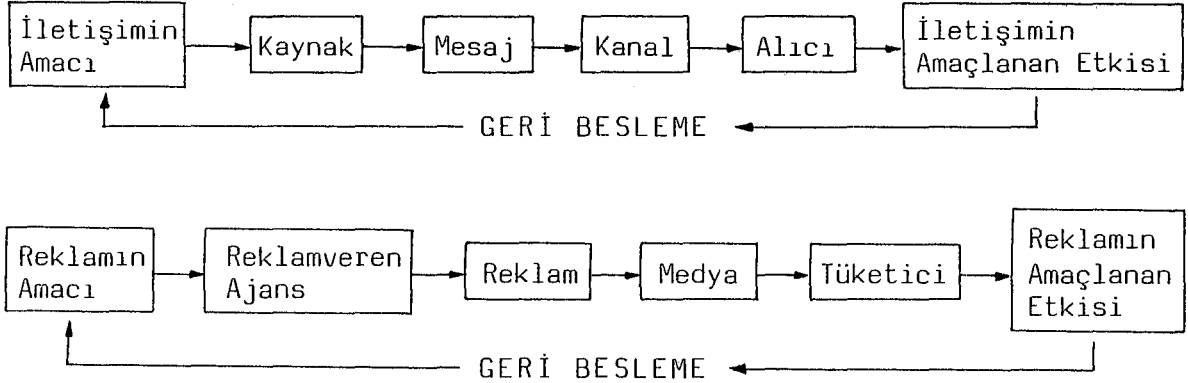 İletişimin
Amacı
Kaynak
Mesaj
Kanal
Alıcı
İletişimin
Amaçlanan Etkisi
GERİ BESLEME
Reklamın
Amacı
Reklamveren
Ajans
Reklam
Medya
Tüketici
Reklamın
Amaçlanan
Etkisi
GERİ BESLEME